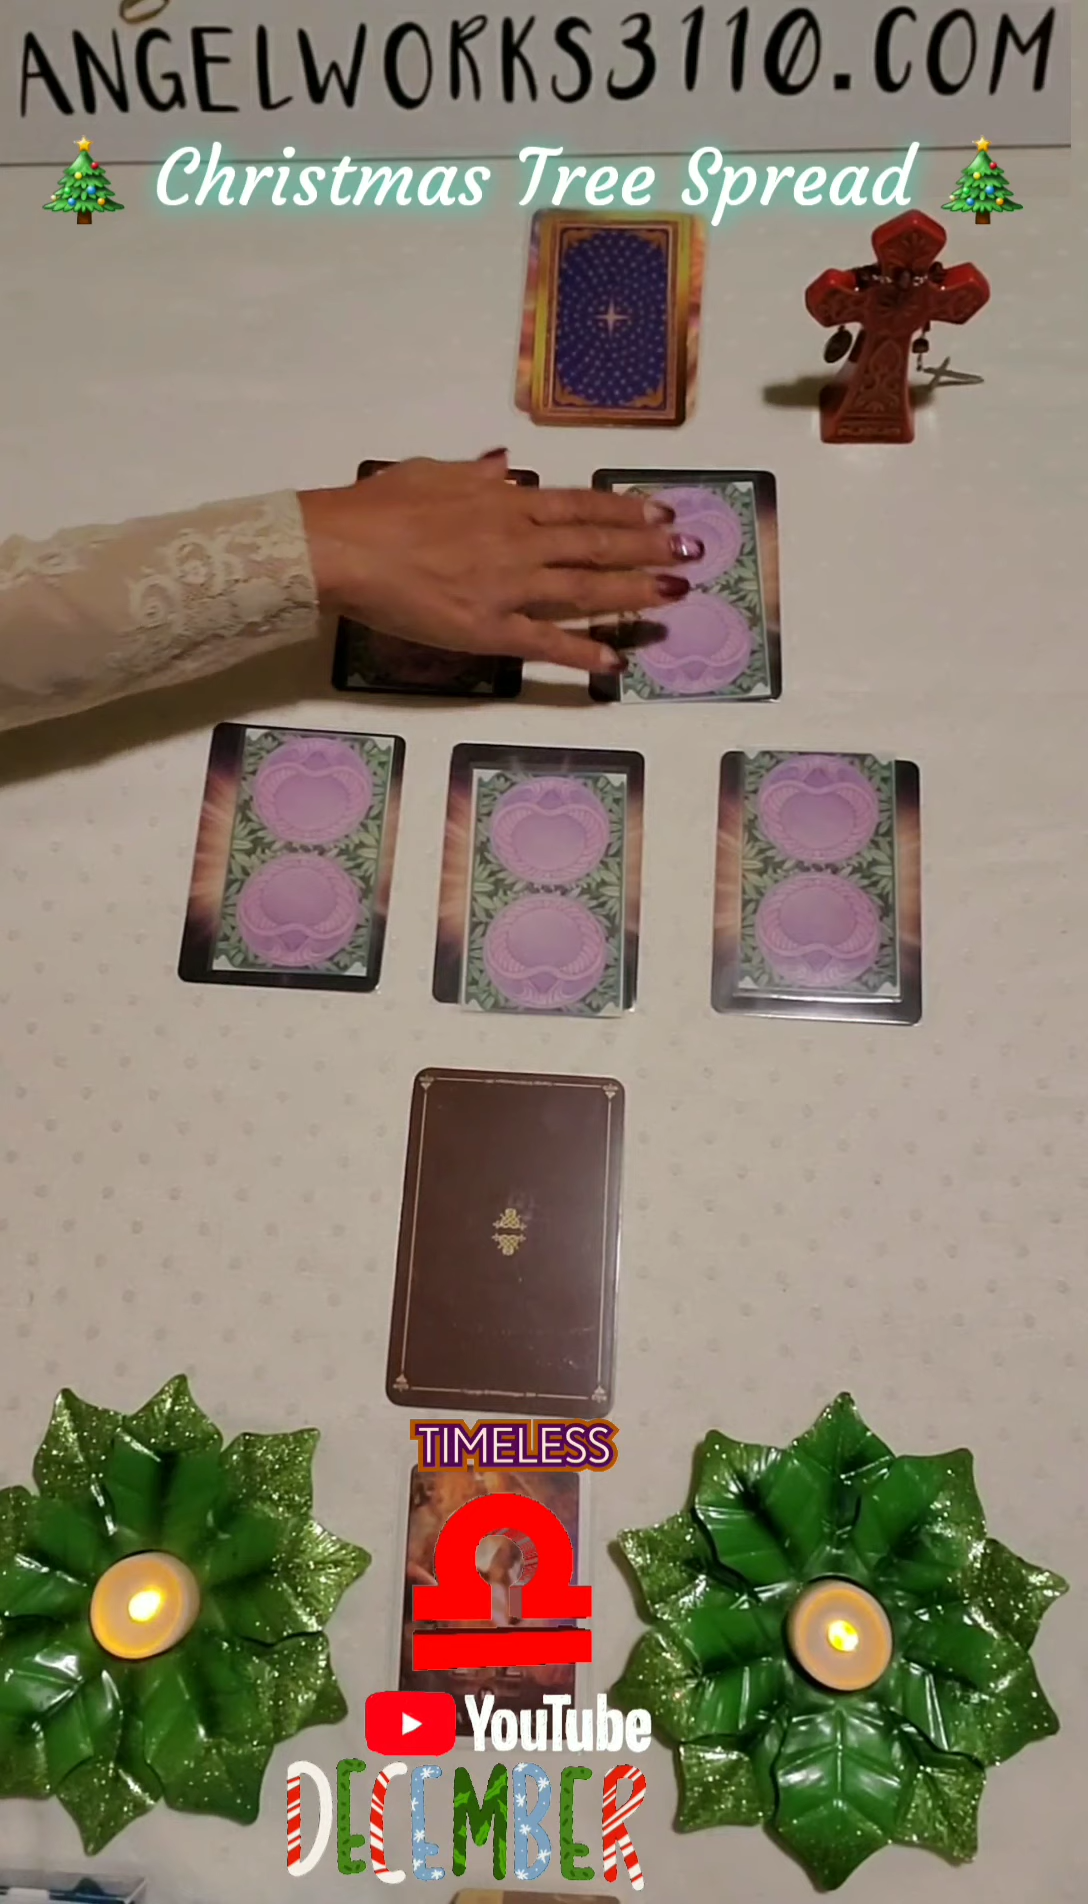 ANGELWORKS3110.COM
Christmas Tree Spread
TIMELESS
YouTube
DECEMBER